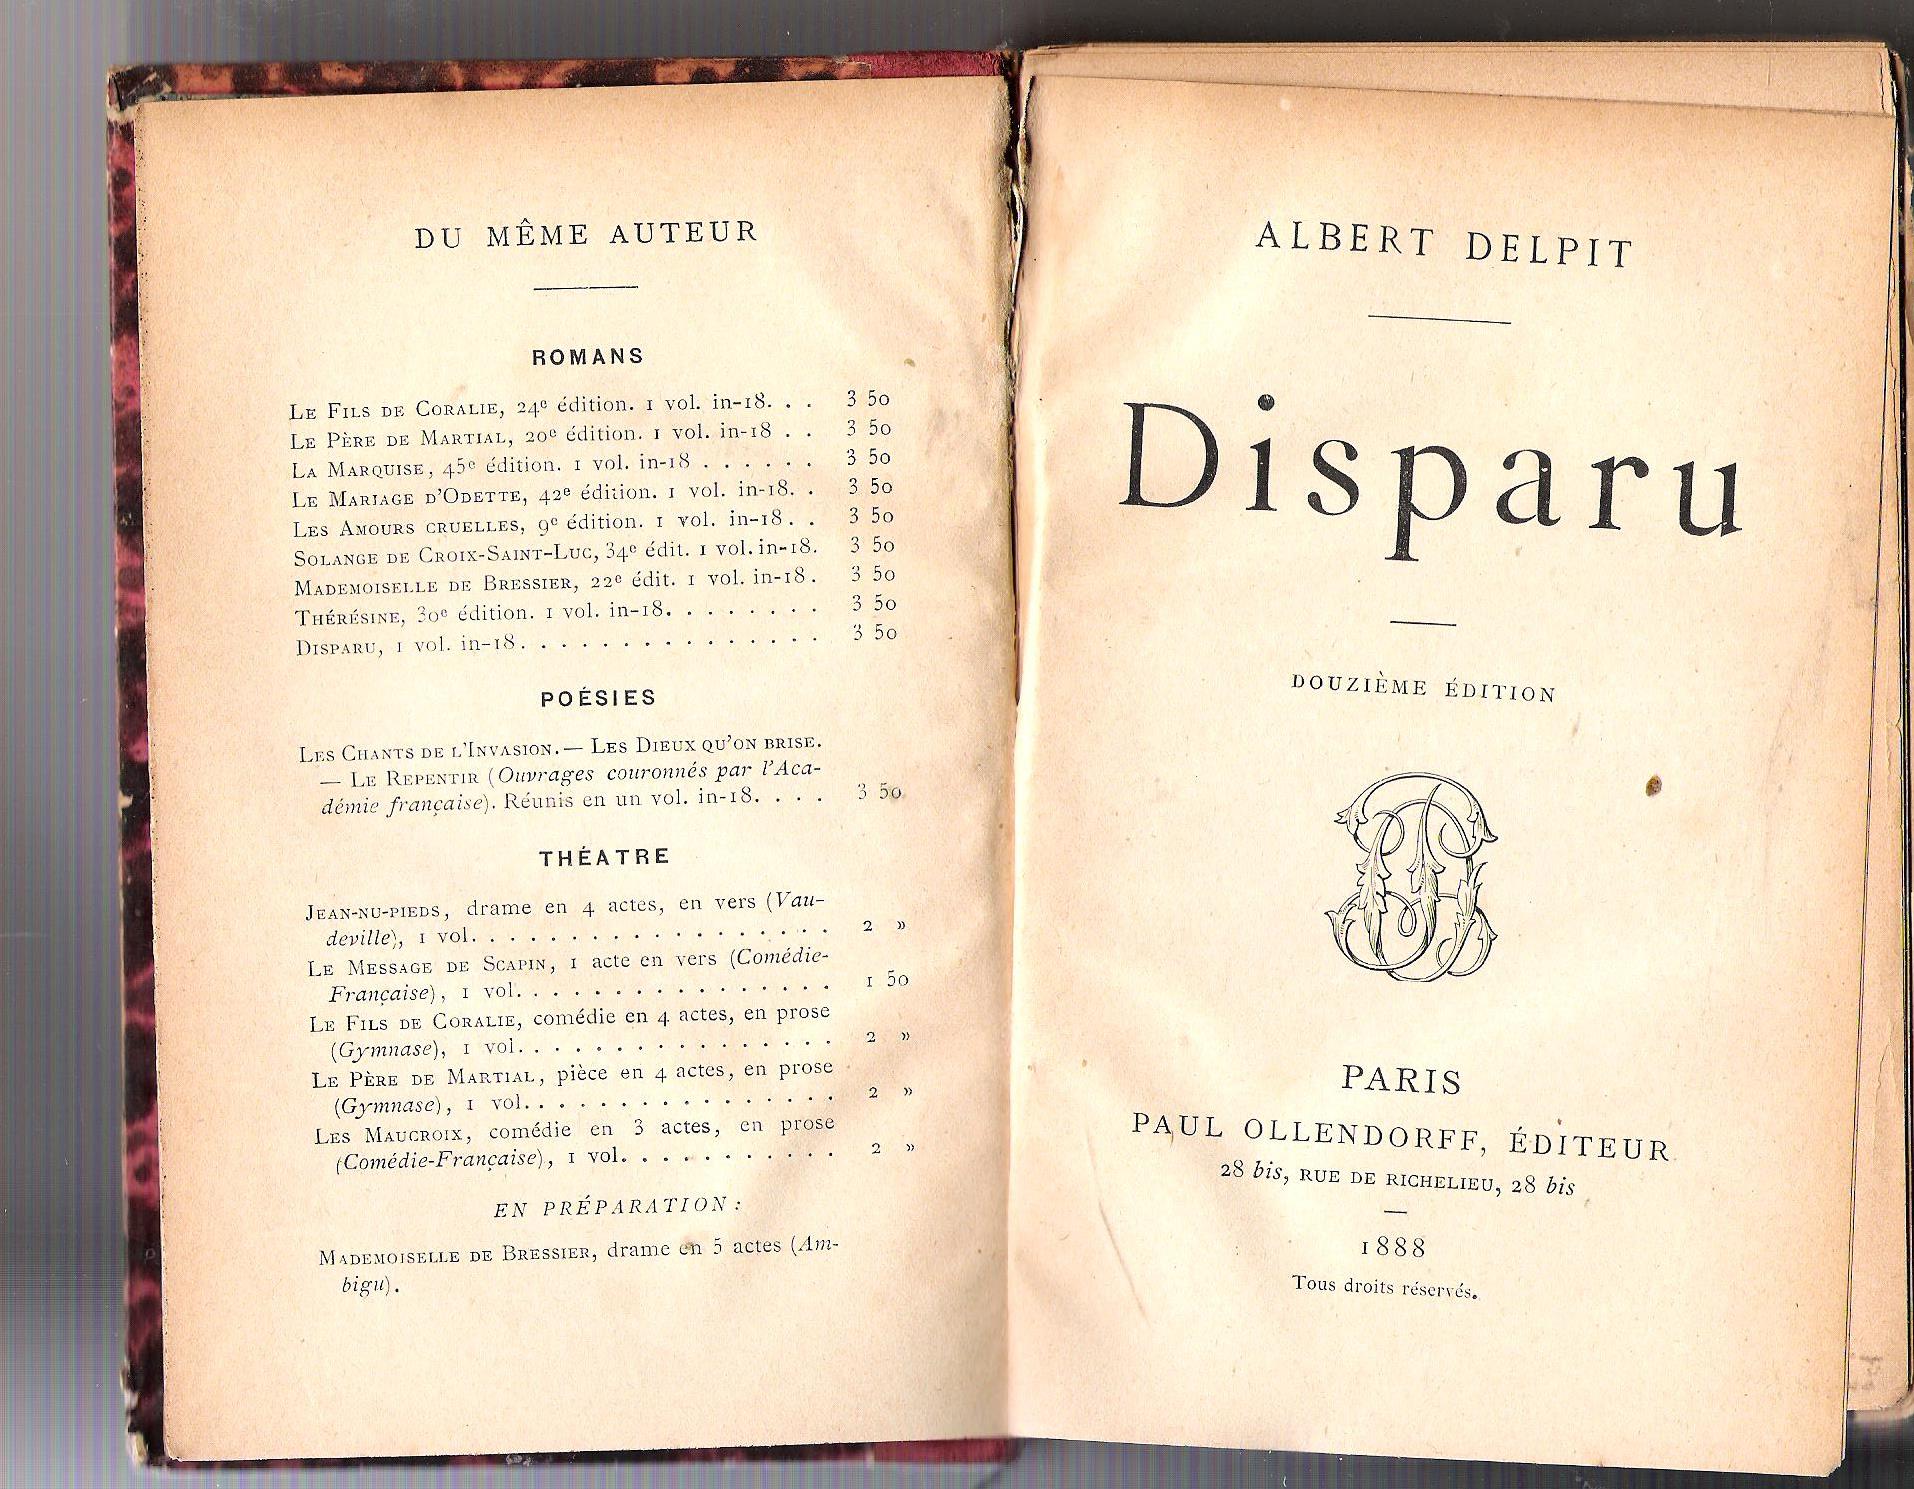 DU MÊME AUTEUR
ROMANS
LE FILS DE CORALIE, 24e édition. 1 vol. in-18. . . 3 50
LE PÈRE DE MARTIAL, 20e édition. 1 vol. in-18 . . 3 50
LA MARQUISE, 45e édition. 1 vol. in-18 . . . . . . 3 50
LE MARIAGE D'ODETTE, 42e édition. 1 vol. in-18. . 3 50
LES AMOURS CRUELLES, 9e édition. 1 vol. in-18. . 3 50
SOLANGE DE CROIX-SAINT-LUC, 34e édit. 1 vol. in-18. 3 50
MADEMOISELLE DE BRESSIER, 22e édit. 1 vol. in-18. 3 50
THÉRÉSINE, 30e édition. 1 vol. in-18. . . . . . . . 3 50
DISPARU, 1 vol. in-18. . . . . . . . . . . . . . . 3 50
POÉSIES
LES CHANTS DE L'INVASION. — LES DIEUX QU'ON BRISE.
— LE REPENTIR (Ouvrages couronnés par l'Aca-
démie française). Réunis en un vol. in-18. . . . 3 50
THÉATRE
JEAN-NU-PIEDS, drame en 4 actes, en vers (Vau-
deville), 1 vol. . . . . . . . . . . . . . . . . . 2 »
LE MESSAGE DE SCAPIN, 1 acte en vers (Comédie-
Française), 1 vol. . . . . . . . . . . . . . . . 1 50
LE FILS DE CORALIE, comédie en 4 actes, en prose
(Gymnase), 1 vol. . . . . . . . . . . . . . . . 2 »
LE PÈRE DE MARTIAL, pièce en 4 actes, en prose
(Gymnase), 1 vol. . . . . . . . . . . . . . . . 2 »
LES MAUCROIX, comédie en 3 actes, en prose
(Comédie-Française), 1 vol. . . . . . . . . . . 2 »
EN PRÉPARATION :
MADEMOISELLE DE BRESSIER, drame en 5 actes (Am-
bigu).
ALBERT DELPIT
Disparu
DOUZIÈME ÉDITION
PARIS
PAUL OLLENDORFF, ÉDITEUR
28 bis, RUE DE RICHELIEU, 28 bis
1888
Tous droits réservés.